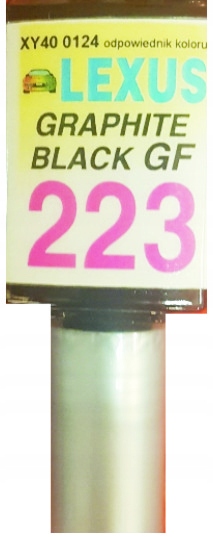 XY40 0124 odpowiednik koloru
LEXUS
GRAPHITE
BLACK GF
223